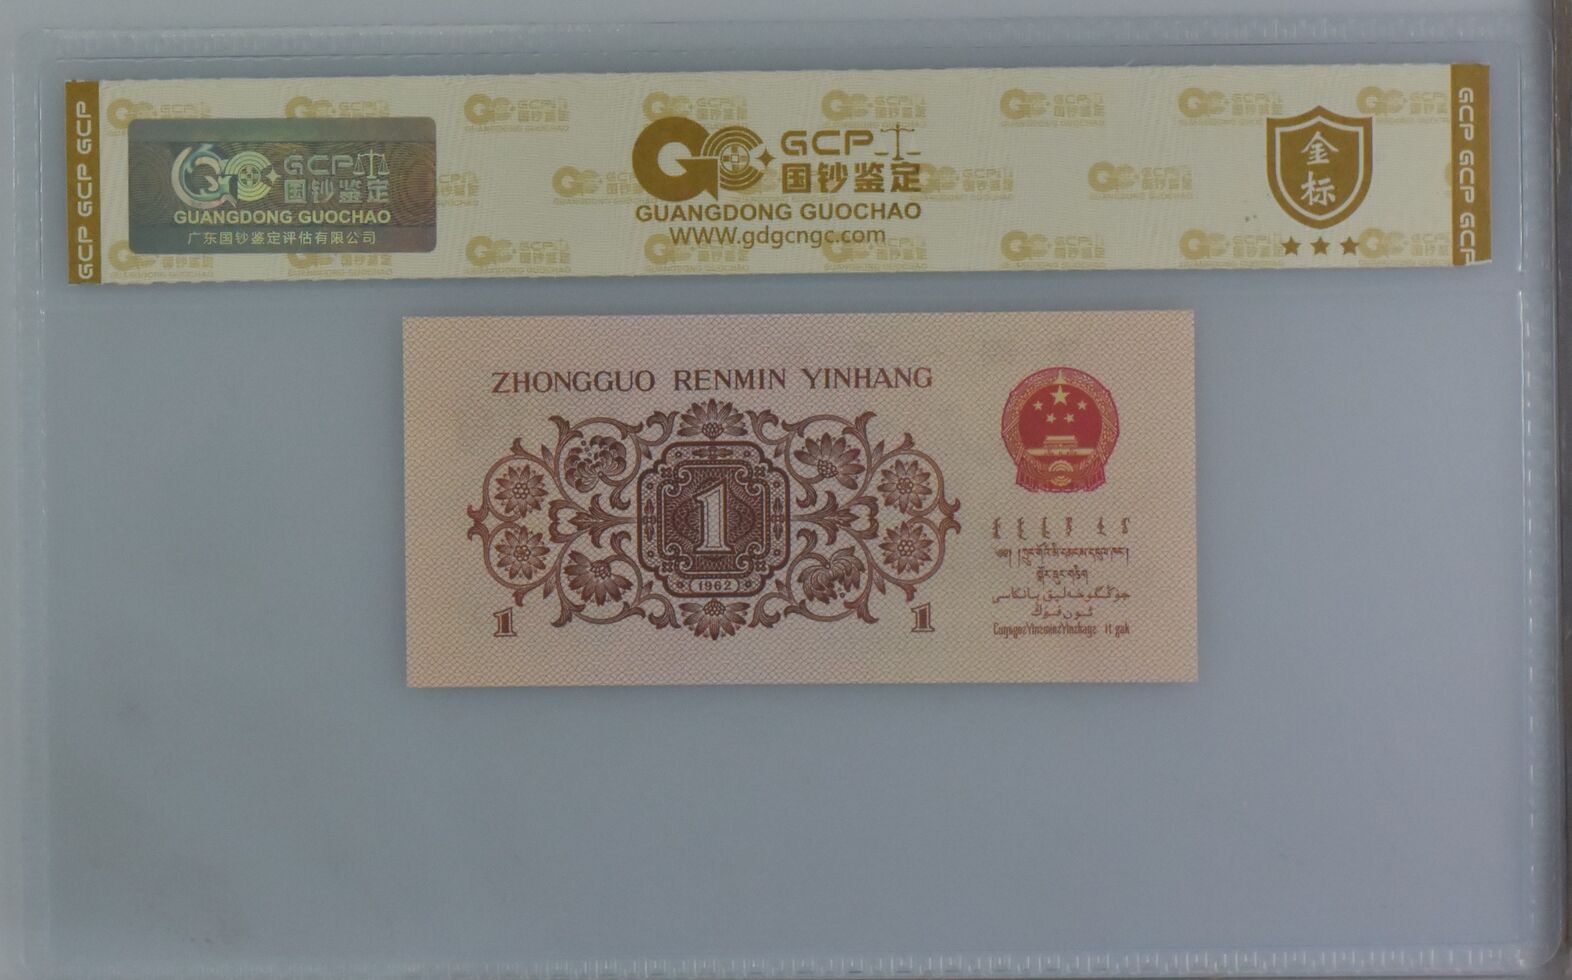 GCP GCP GCP
GCP 国钞鉴定
GUANGDONG GUOCHAO
广东国钞鉴定评估有限公司
GCP
国钞鉴定
GUANGDONG GUOCHAO
WWW.gdgcngc.com
金
标
GCP GCP GCP
ZHONGGUO RENMIN YINHANG
1
(1962)
1
1